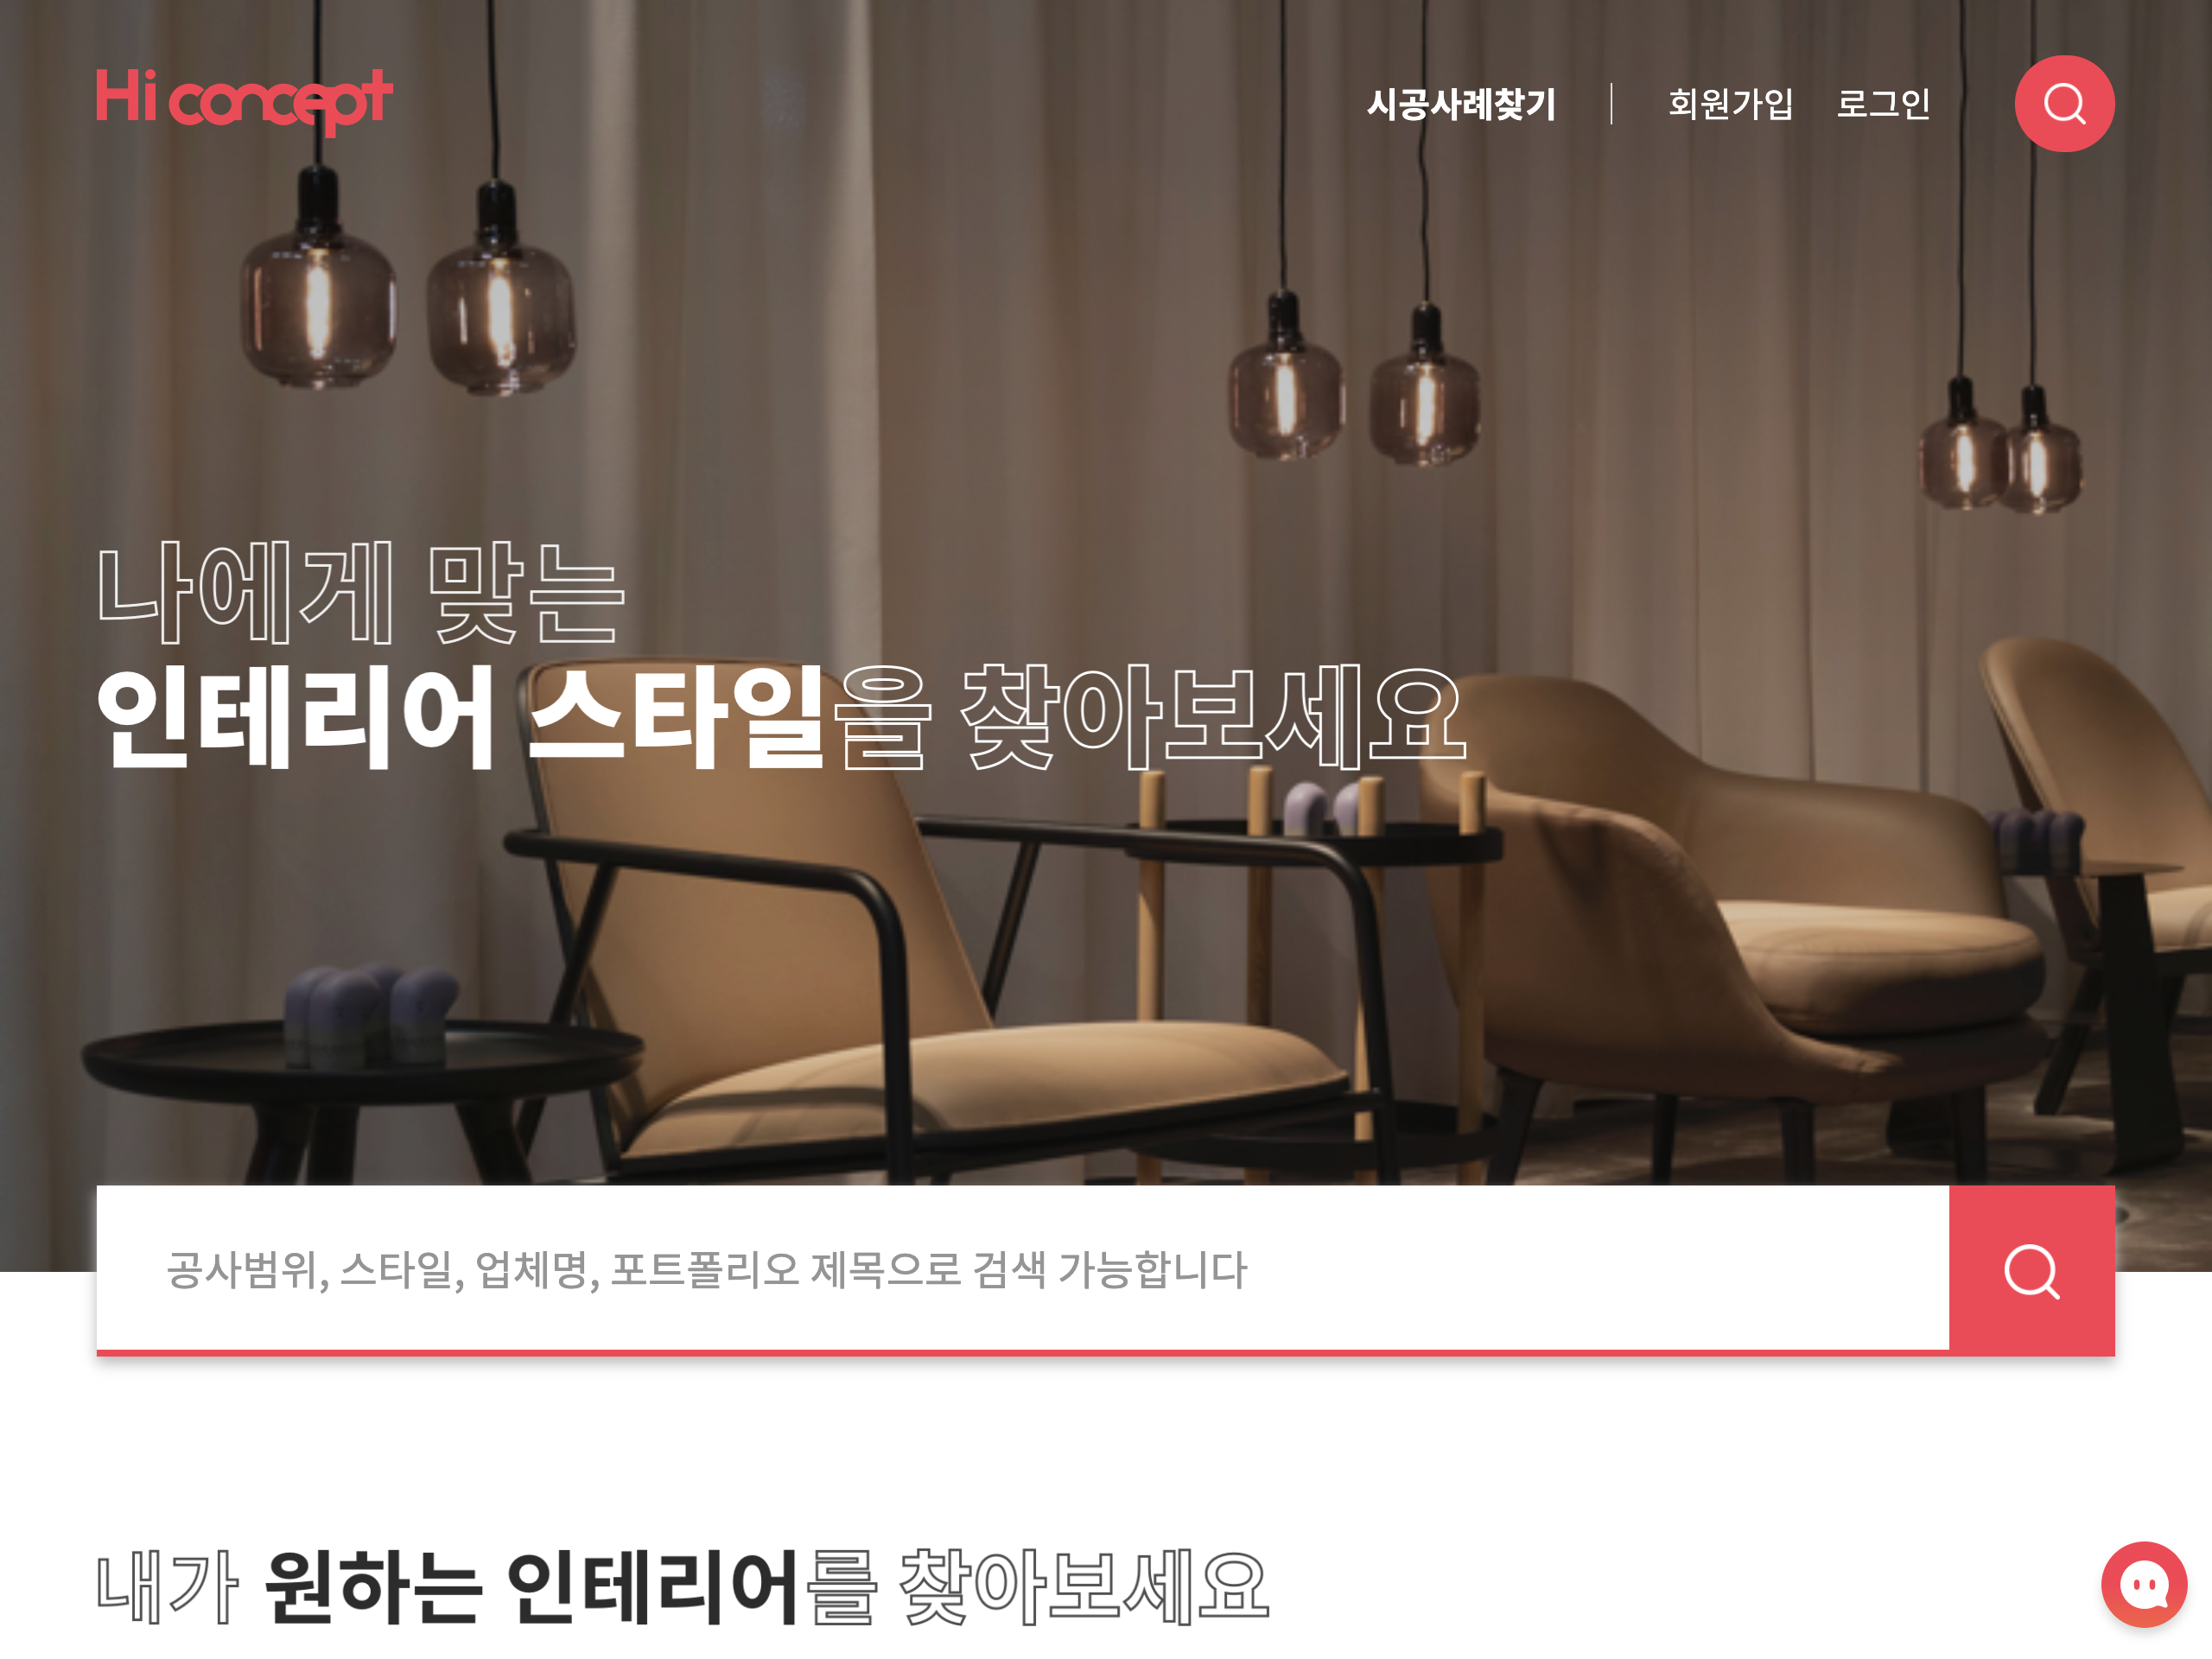 Hi concept
시공사례찾기 회원가입 로그인
나에게 맞는
인테리어 스타일을 찾아보세요
공사범위, 스타일, 업체명, 포트폴리오 제목으로 검색 가능합니다
내가 원하는 인테리어를 찾아보세요